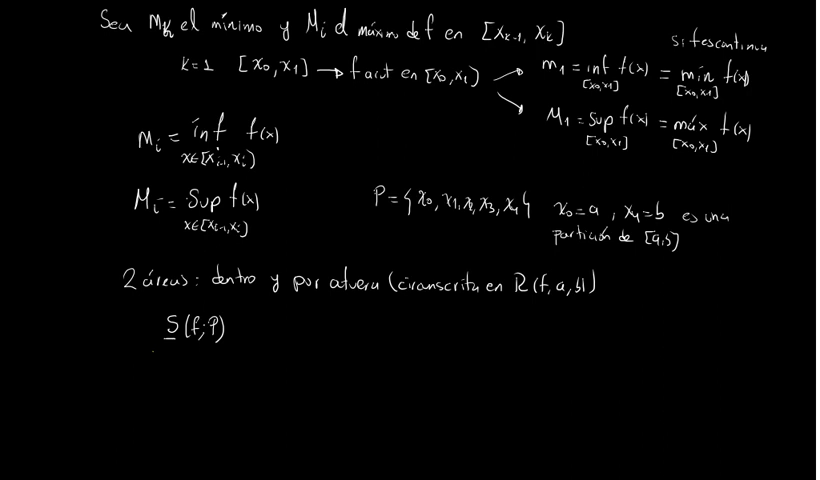 Sea m_k el mínimo y M_i el máximo de f en [x_{k-1}, x_k]
si f es continua
k=1 [x_0, x_1] → f acot en [x_0, x_1]
m_1 = inf f(x) = mín f(x)
[x_0,x_1] [x_0,x_1]
M_1 = sup f(x) = máx f(x)
[x_0,x_1] [x_0,x_1]
m_i = ínf f(x)
x∈[x_{i-1}, x_i]
M_i = Sup f(x)
x∈[x_{i-1}, x_i]
P = {x_0, x_1, x_2, x_3, x_4} x_0=a, x_4=b es una
partición de [a,b]
2 áreas: dentro y por afuera (circunscrita en R(f, a, b))
S(f; P)